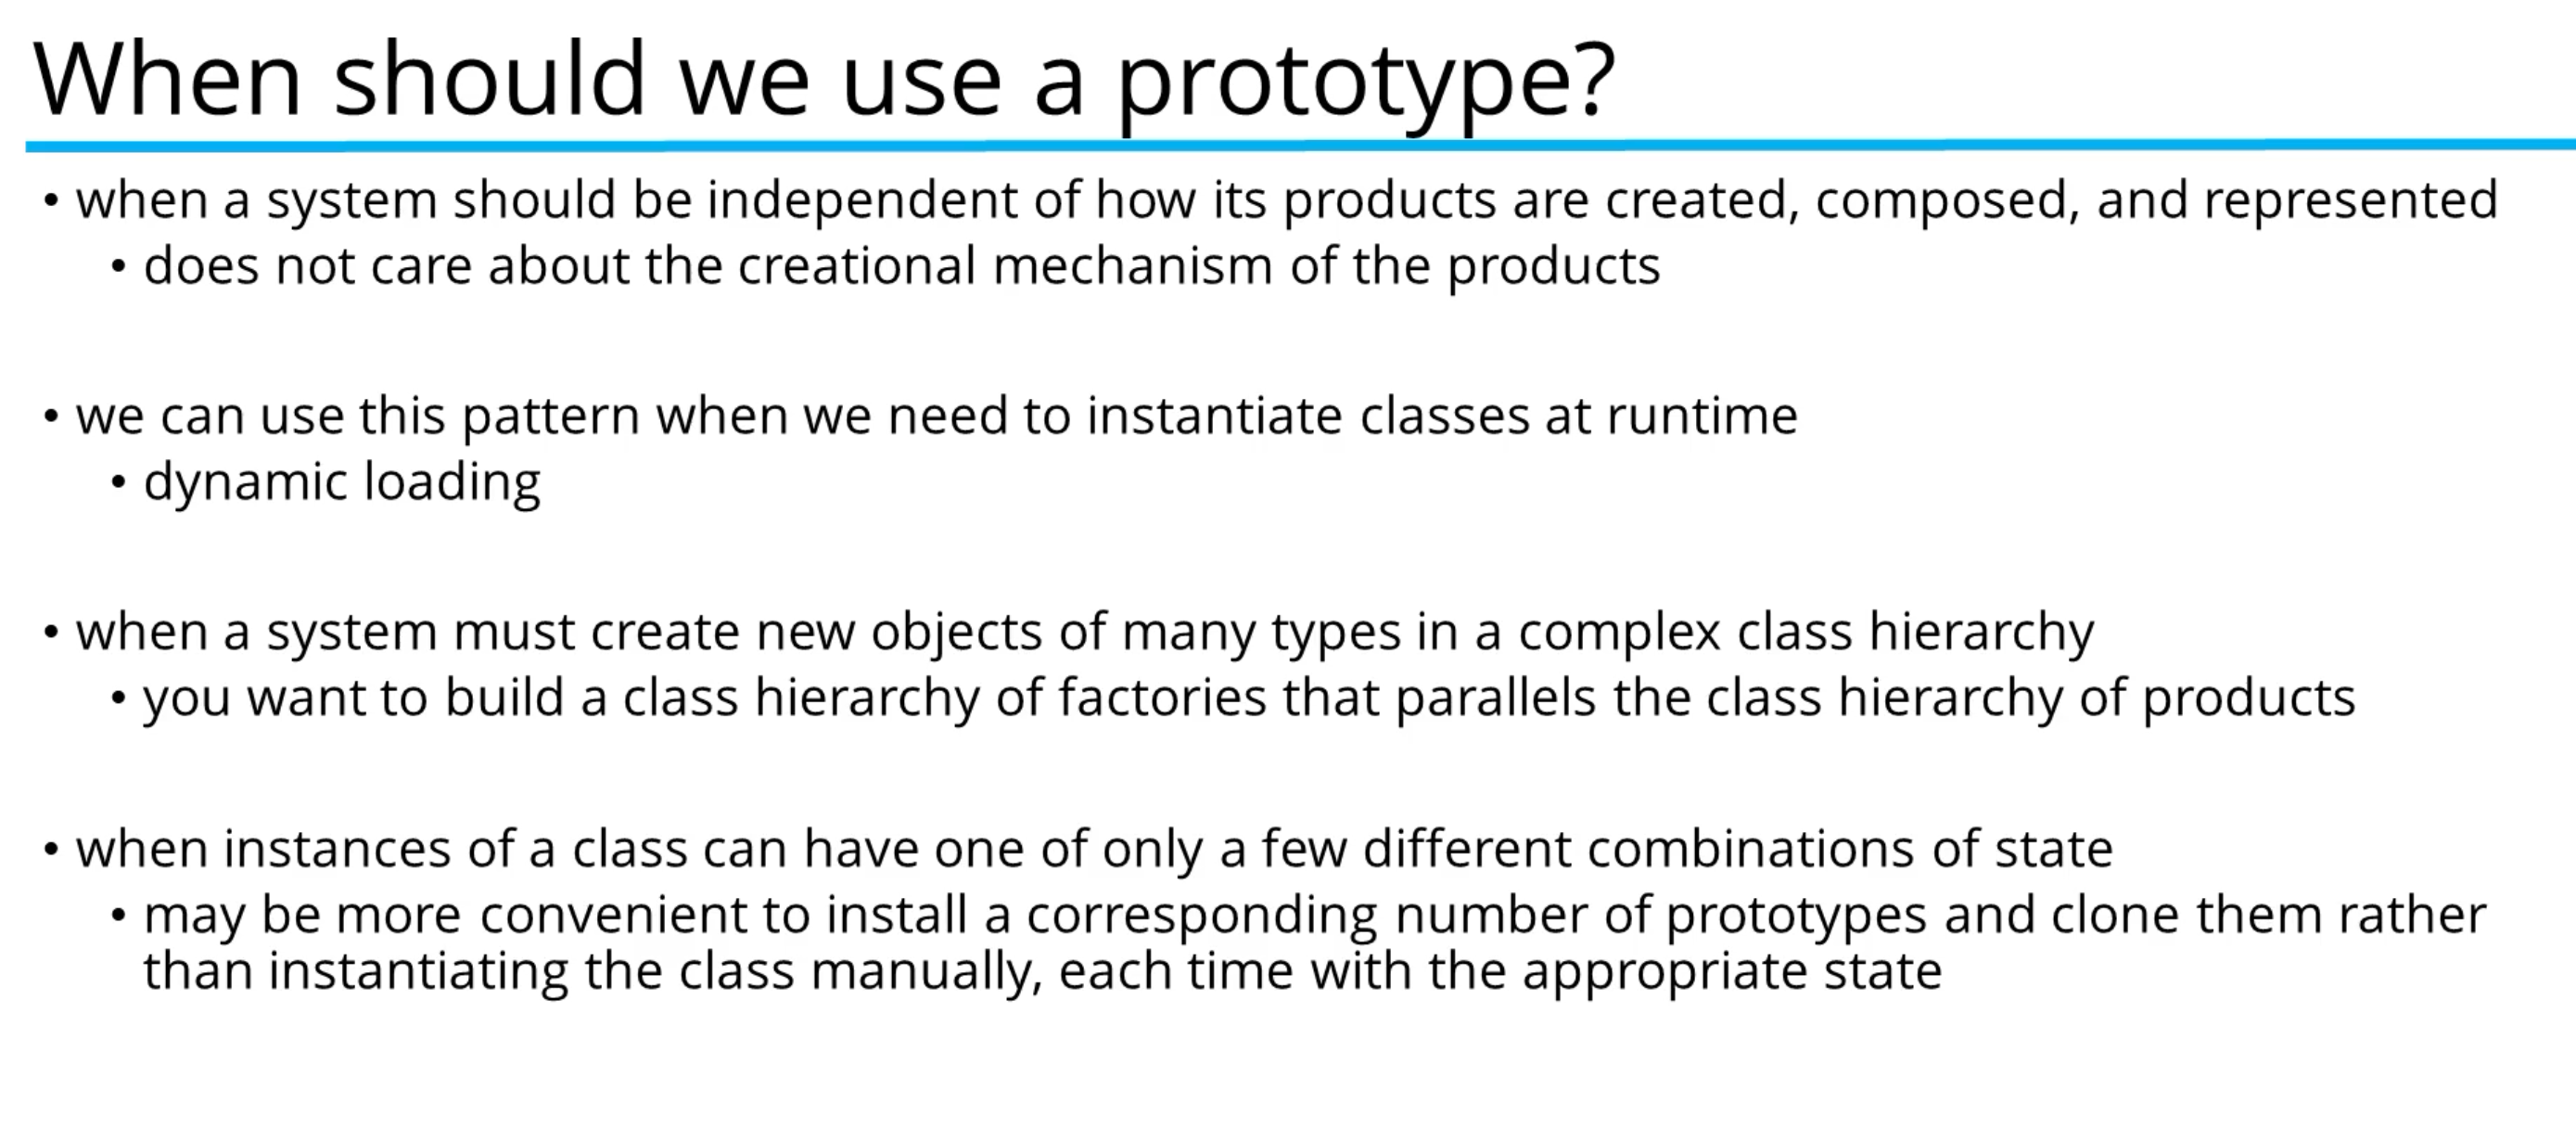 When should we use a prototype?
• when a system should be independent of how its products are created, composed, and represented
• does not care about the creational mechanism of the products
• we can use this pattern when we need to instantiate classes at runtime
• dynamic loading
• when a system must create new objects of many types in a complex class hierarchy
• you want to build a class hierarchy of factories that parallels the class hierarchy of products
• when instances of a class can have one of only a few different combinations of state
• may be more convenient to install a corresponding number of prototypes and clone them rather
than instantiating the class manually, each time with the appropriate state